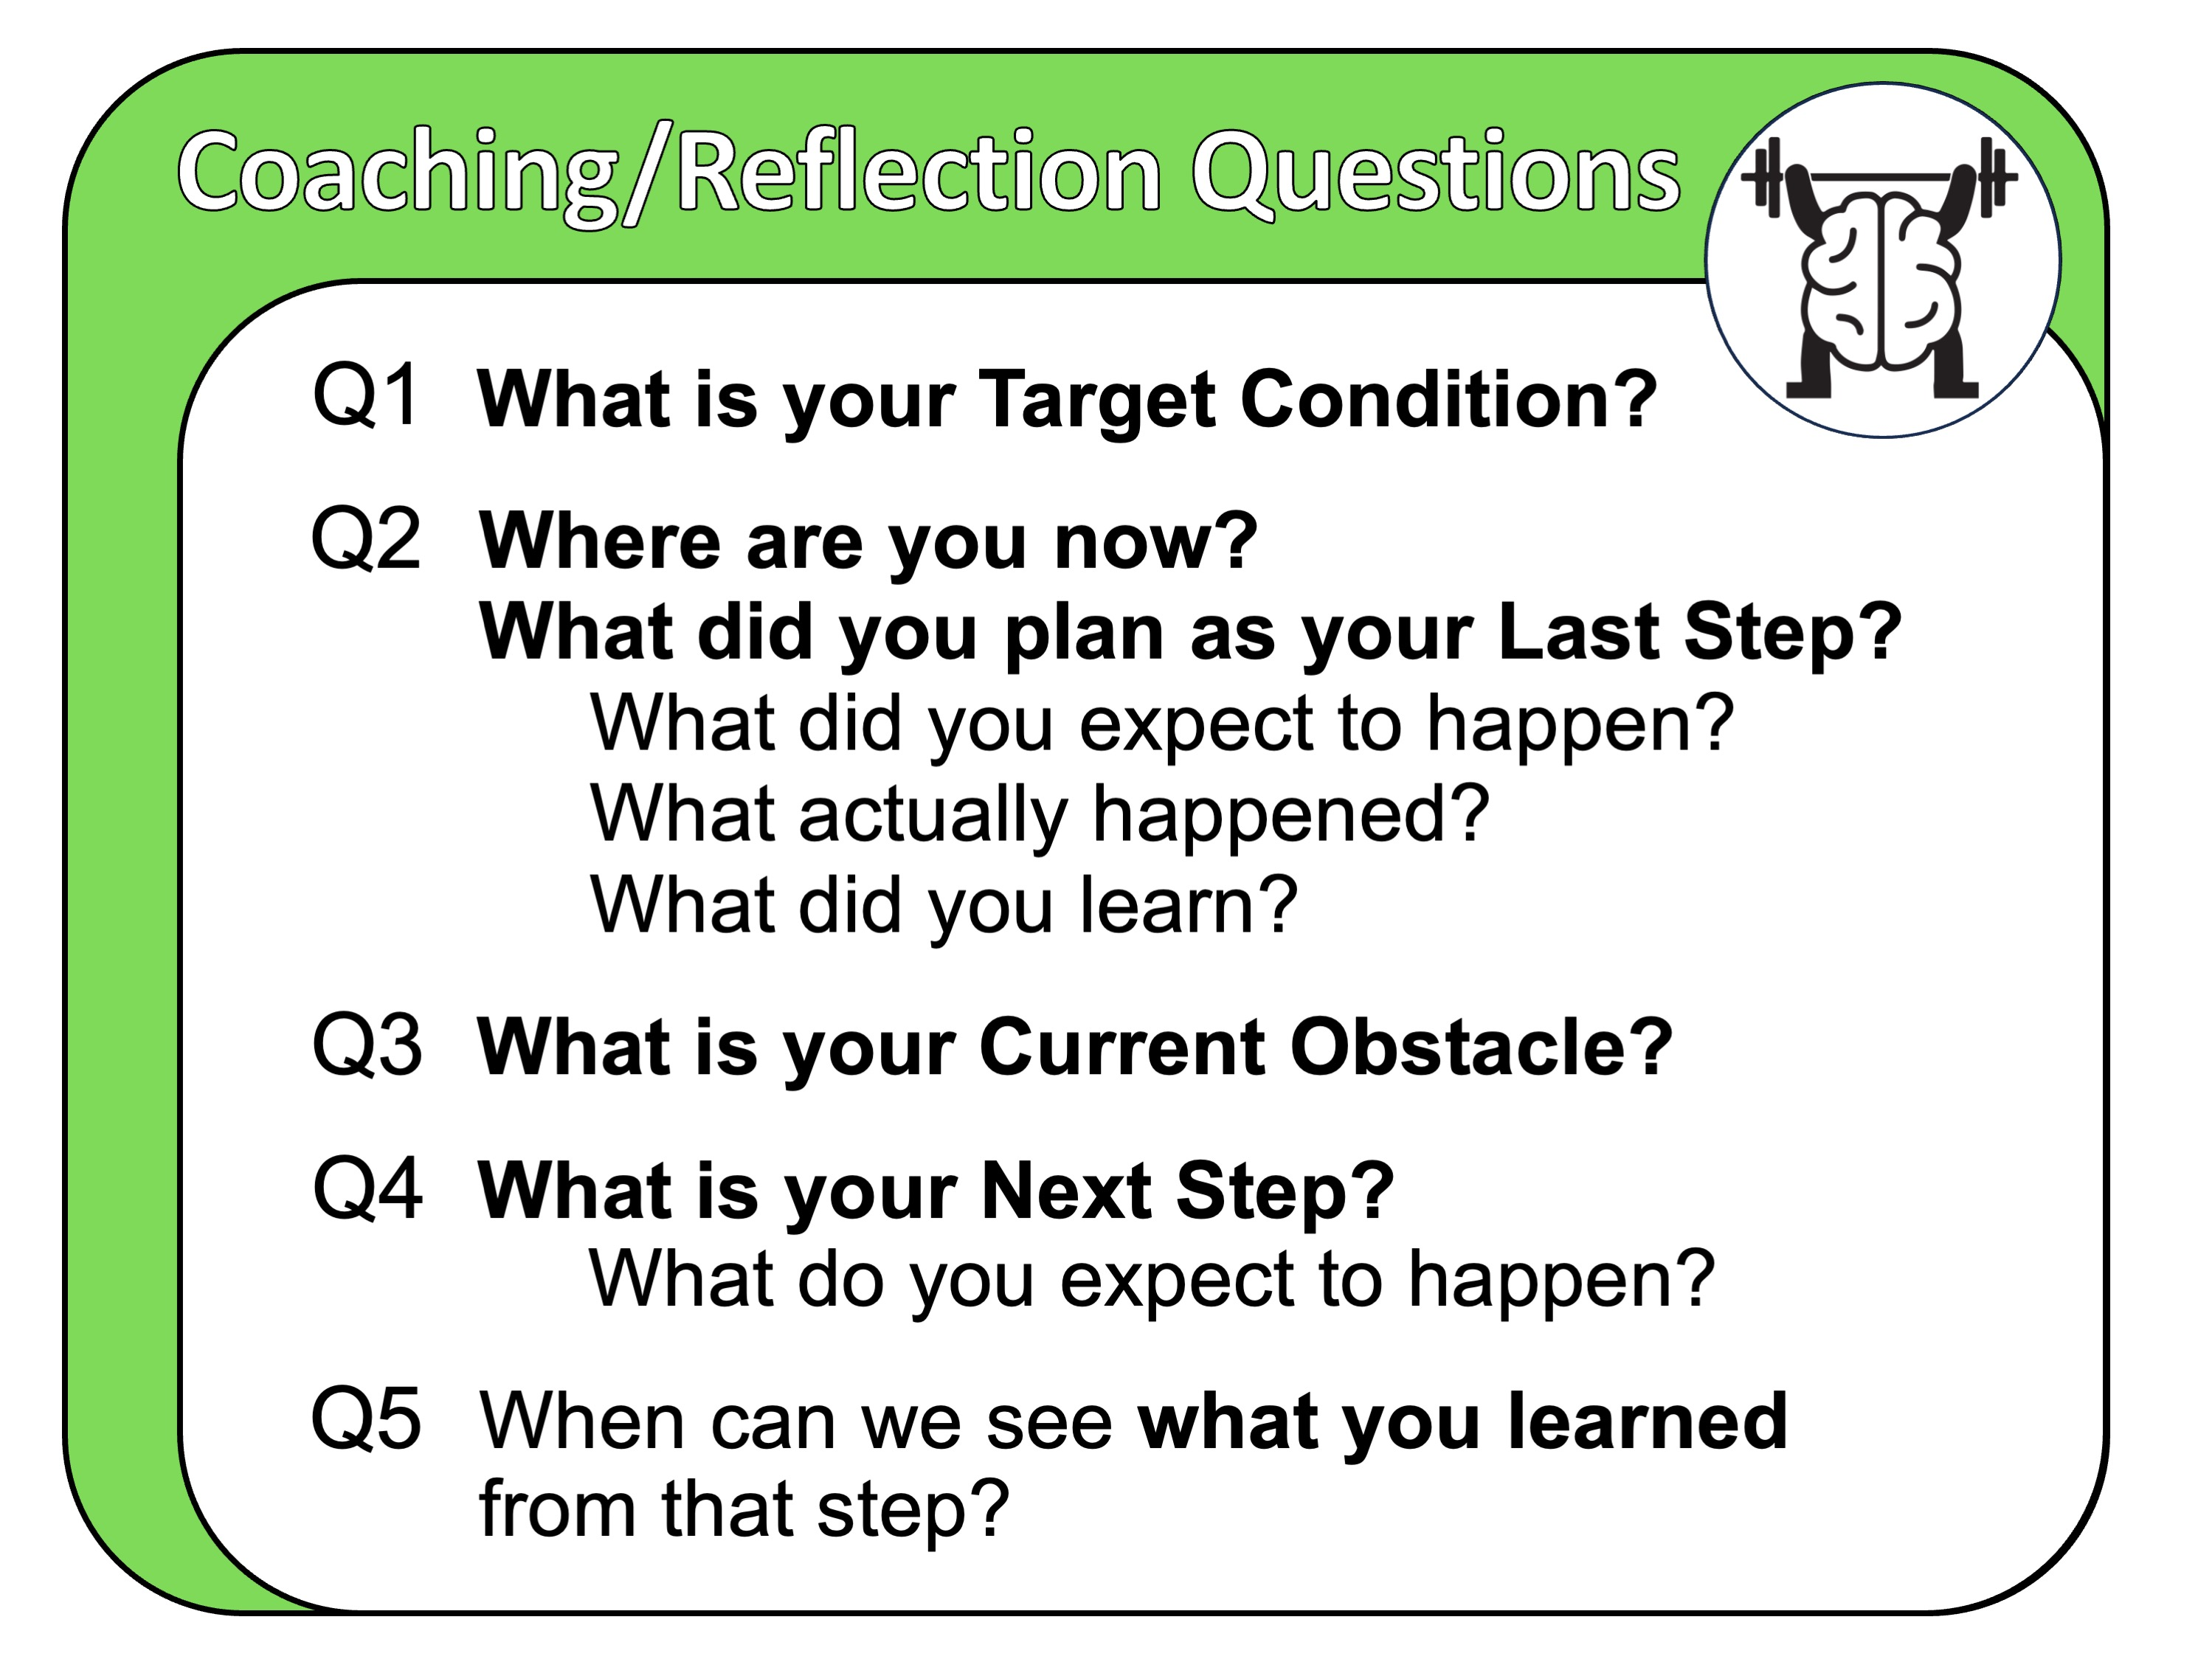 Coaching/Reflection Questions
Q1 What is your Target Condition?
Q2 Where are you now?
What did you plan as your Last Step?
What did you expect to happen?
What actually happened?
What did you learn?
Q3 What is your Current Obstacle?
Q4 What is your Next Step?
What do you expect to happen?
Q5 When can we see what you learned
from that step?